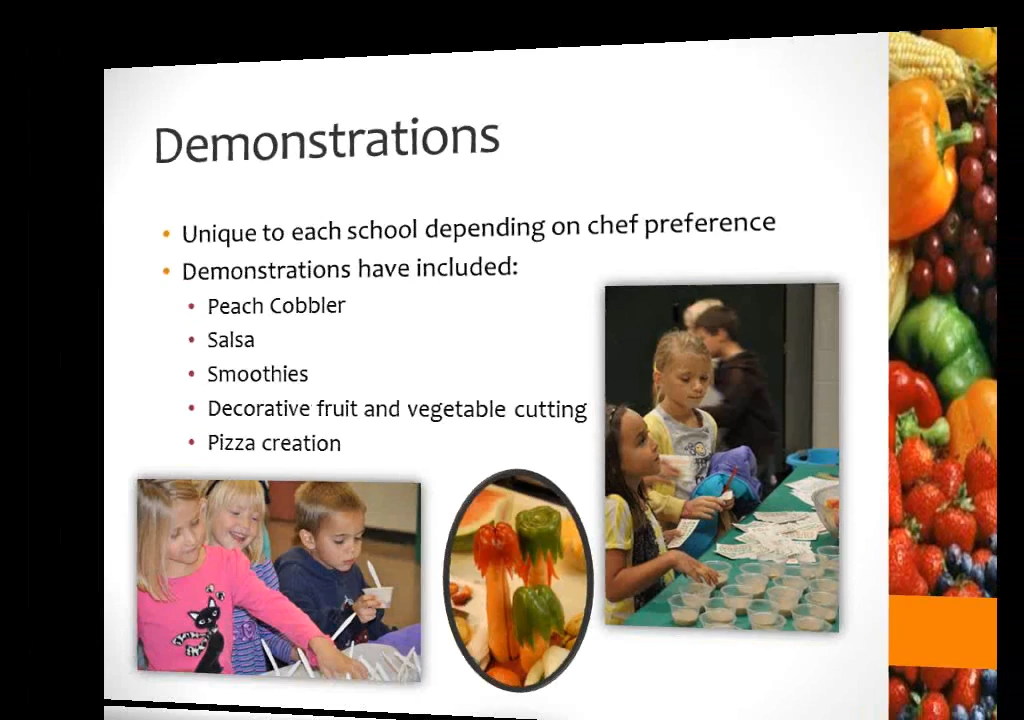 Demonstrations
• Unique to each school depending on chef preference
• Demonstrations have included:
• Peach Cobbler
• Salsa
• Smoothies
• Decorative fruit and vegetable cutting
• Pizza creation